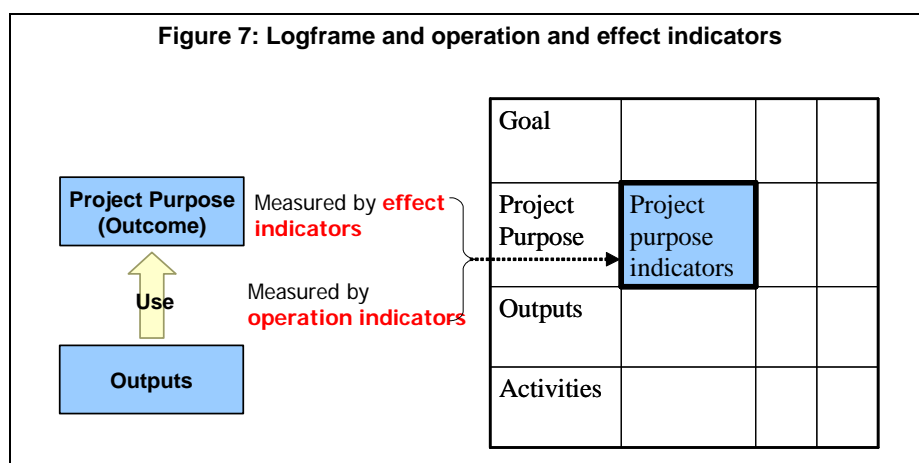 Figure 7: Logframe and operation and effect indicators
Project Purpose
(Outcome)
Measured by effect
indicators
Use
Measured by
operation indicators
Outputs
Goal
Project
Purpose
Project
purpose
indicators
Outputs
Activities